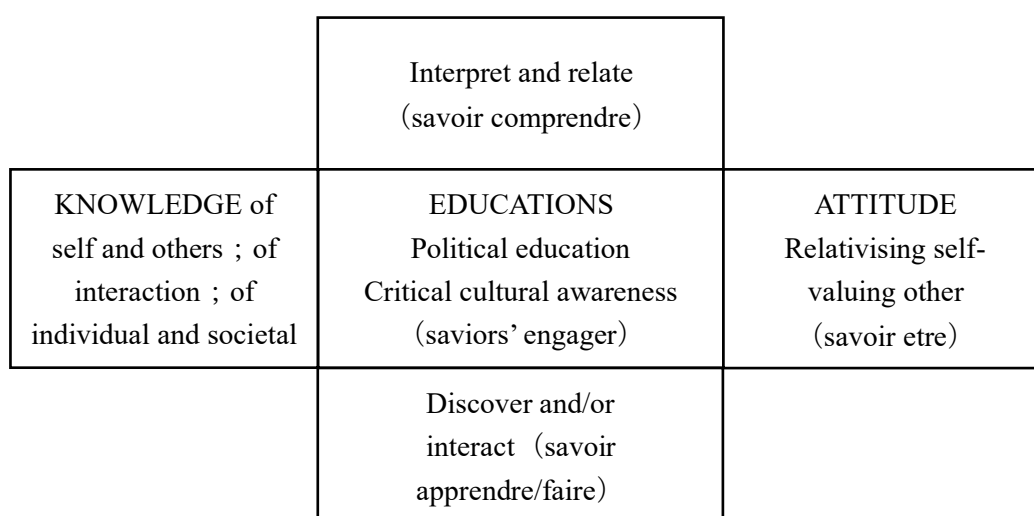 Interpret and relate
（savoir comprendre）
KNOWLEDGE of
self and others；of
interaction；of
individual and societal
EDUCATIONS
Political education
Critical cultural awareness
（saviors’ engager）
ATTITUDE
Relativising self-
valuing other
（savoir etre）
Discover and/or
interact（savoir
apprendre/faire）